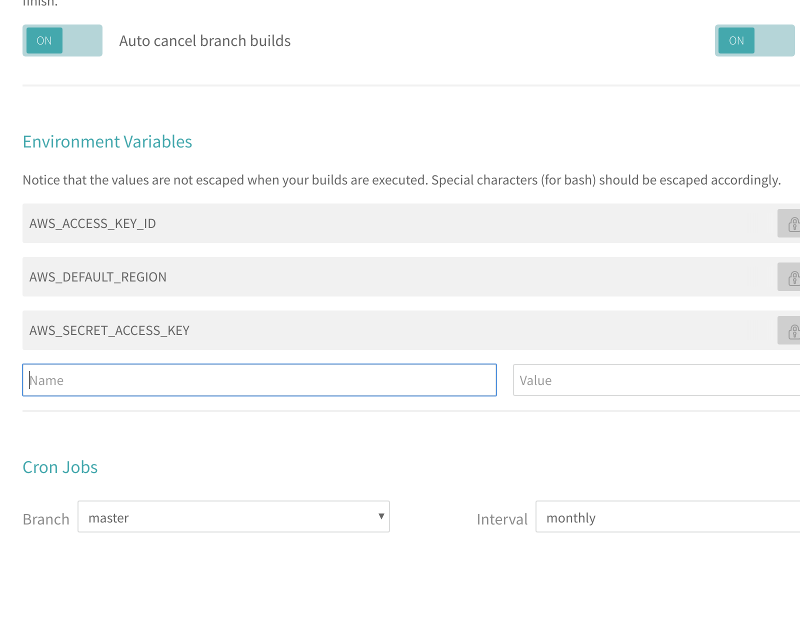 finish.
ON Auto cancel branch builds ON
Environment Variables
Notice that the values are not escaped when your builds are executed. Special characters (for bash) should be escaped accordingly.
AWS_ACCESS_KEY_ID
AWS_DEFAULT_REGION
AWS_SECRET_ACCESS_KEY
Name Value
Cron Jobs
Branch master Interval monthly